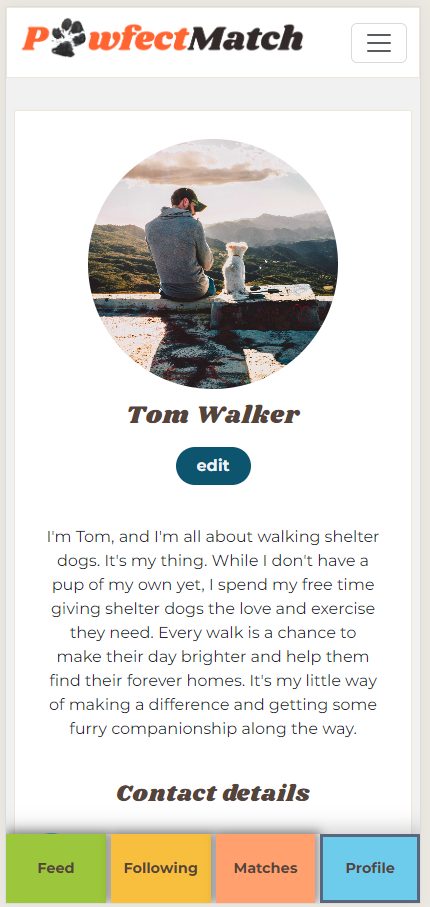 PawfectMatch
Tom Walker
edit
I'm Tom, and I'm all about walking shelter
dogs. It's my thing. While I don't have a
pup of my own yet, I spend my free time
giving shelter dogs the love and exercise
they need. Every walk is a chance to
make their day brighter and help them
find their forever homes. It's my little way
of making a difference and getting some
furry companionship along the way.
Contact details
Feed
Following
Matches
Profile